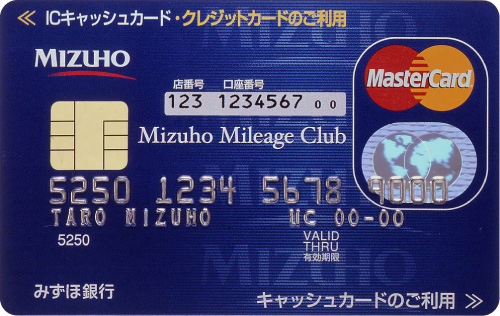 ≪ ICキャッシュカード・クレジットカードのご利用
MIZUHO
MasterCard
店番号 口座番号
123 1234567 00
Mizuho Mileage Club
5250 1234 5678 9000
TARO MIZUHO UC 00-00
5250
VALID
THRU
有効期限
MIZUHO
みずほ銀行
キャッシュカードのご利用 ≫